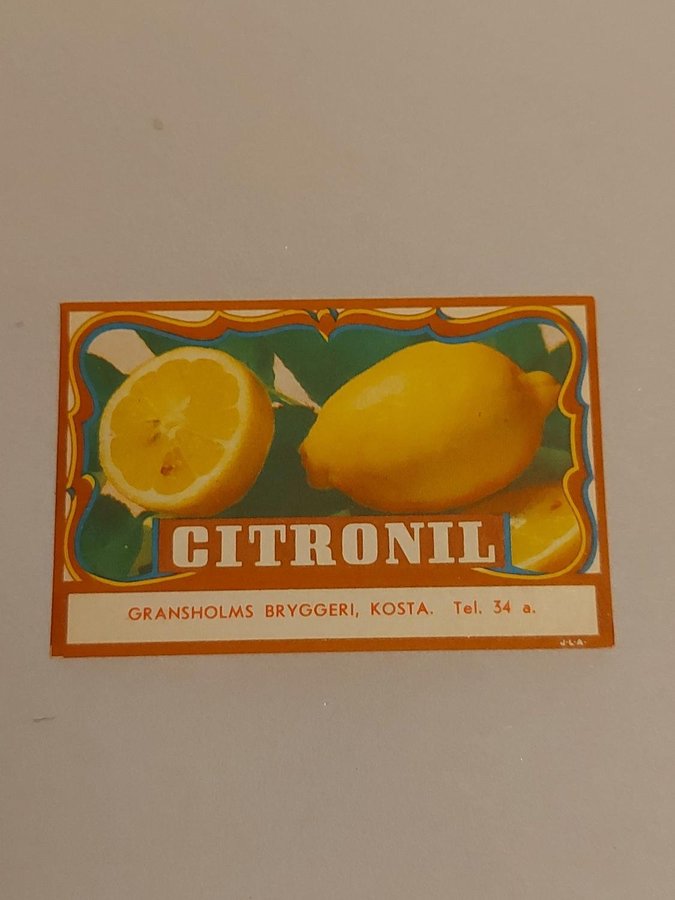 CITRONIL
GRANSHOLMS BRYGGERI, KOSTA. Tel. 34 a.
J.L.A.